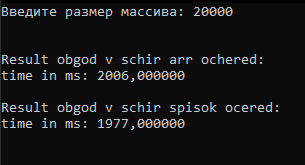 Введите размер массива: 20000
Result obgod v schir arr ochered:
time in ms: 2006,000000
Result obgod v schir spisok ocered:
time in ms: 1977,000000